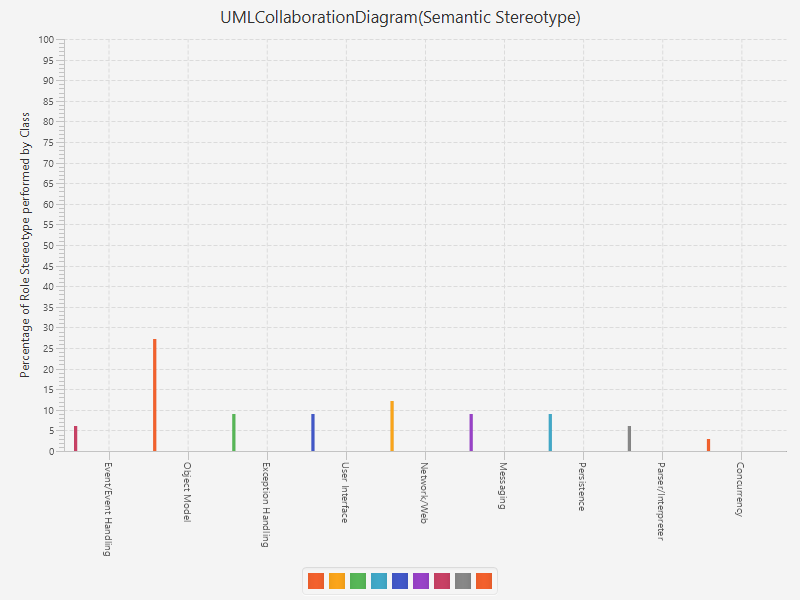 UMLCollaborationDiagram(Semantic Stereotype)
Percentage of Role Stereotype performed by Class
100
95
90
85
80
75
70
65
60
55
50
45
40
35
30
25
20
15
10
5
0
Event/Event Handling
Object Model
Exception Handling
User Interface
Network/Web
Messaging
Persistence
Parser/Interpreter
Concurrency